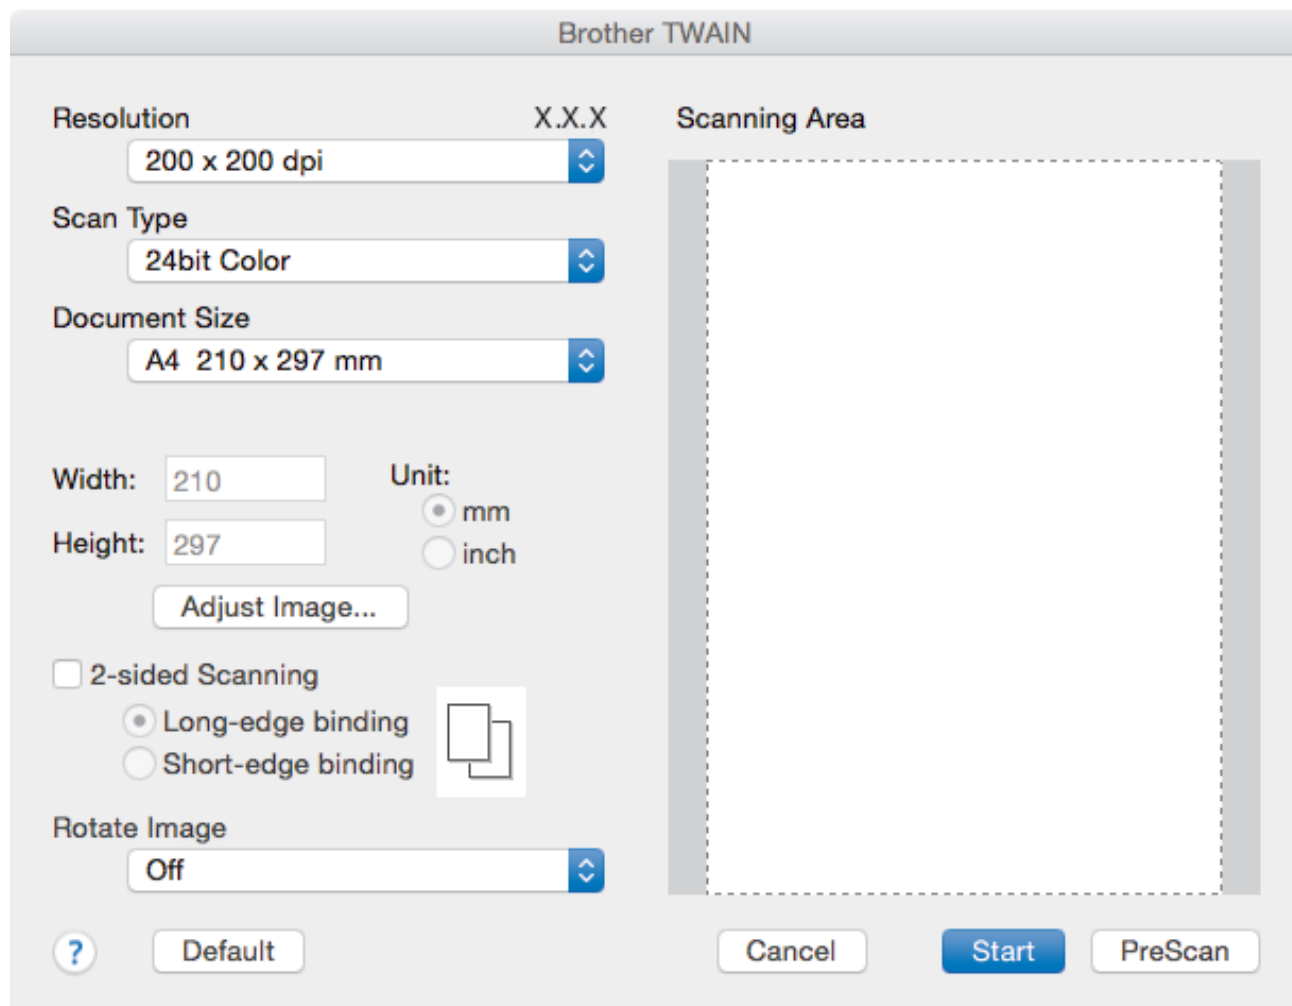 Brother TWAIN
Resolution X.X.X
200 x 200 dpi
Scan Type
24bit Color
Document Size
A4 210 x 297 mm
Width: 210
Height: 297
Unit:
mm
inch
Adjust Image...
2-sided Scanning
Long-edge binding
Short-edge binding
Rotate Image
Off
? Default
Scanning Area
Cancel Start PreScan